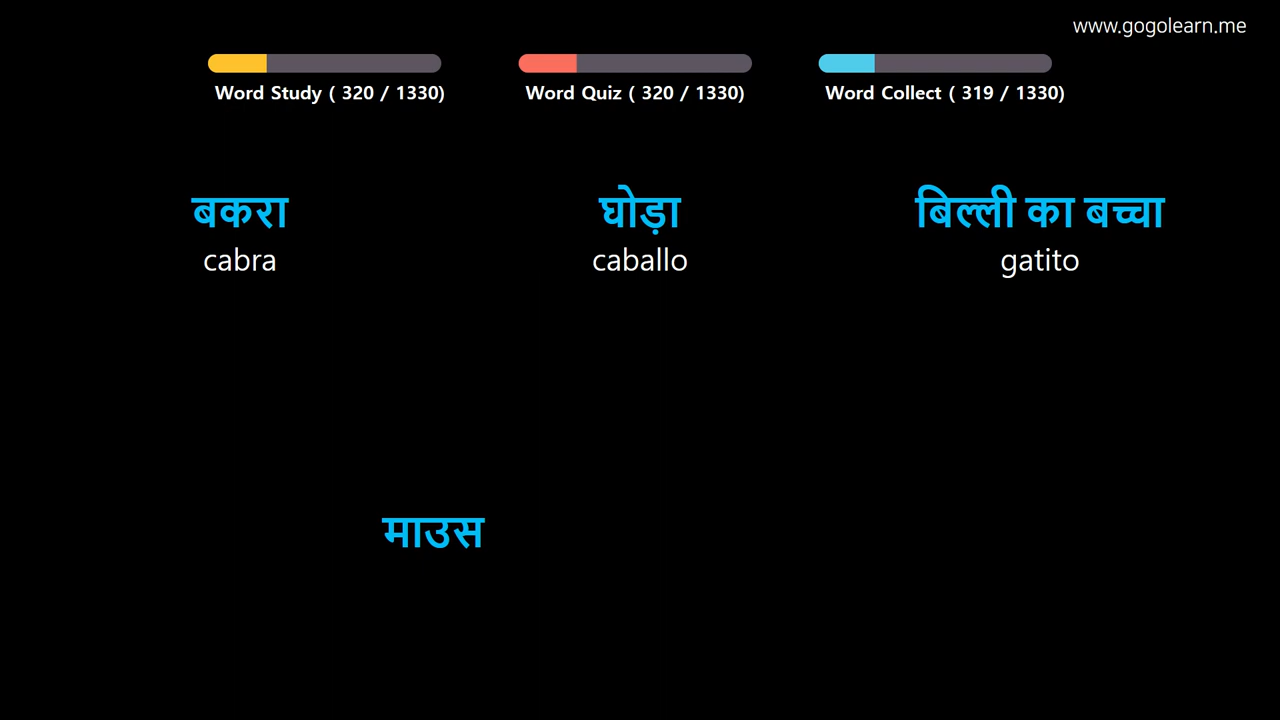 www.gogolearn.me
Word Study ( 320 / 1330)
Word Quiz ( 320 / 1330)
Word Collect ( 319 / 1330)
बकरा
cabra
घोड़ा
caballo
बिल्ली का बच्चा
gatito
माउस